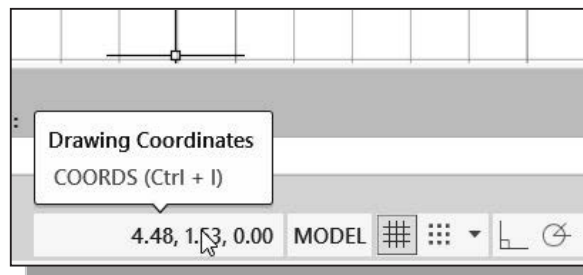 :
Drawing Coordinates
COORDS (Ctrl + I)
4.48, 0.00 MODEL